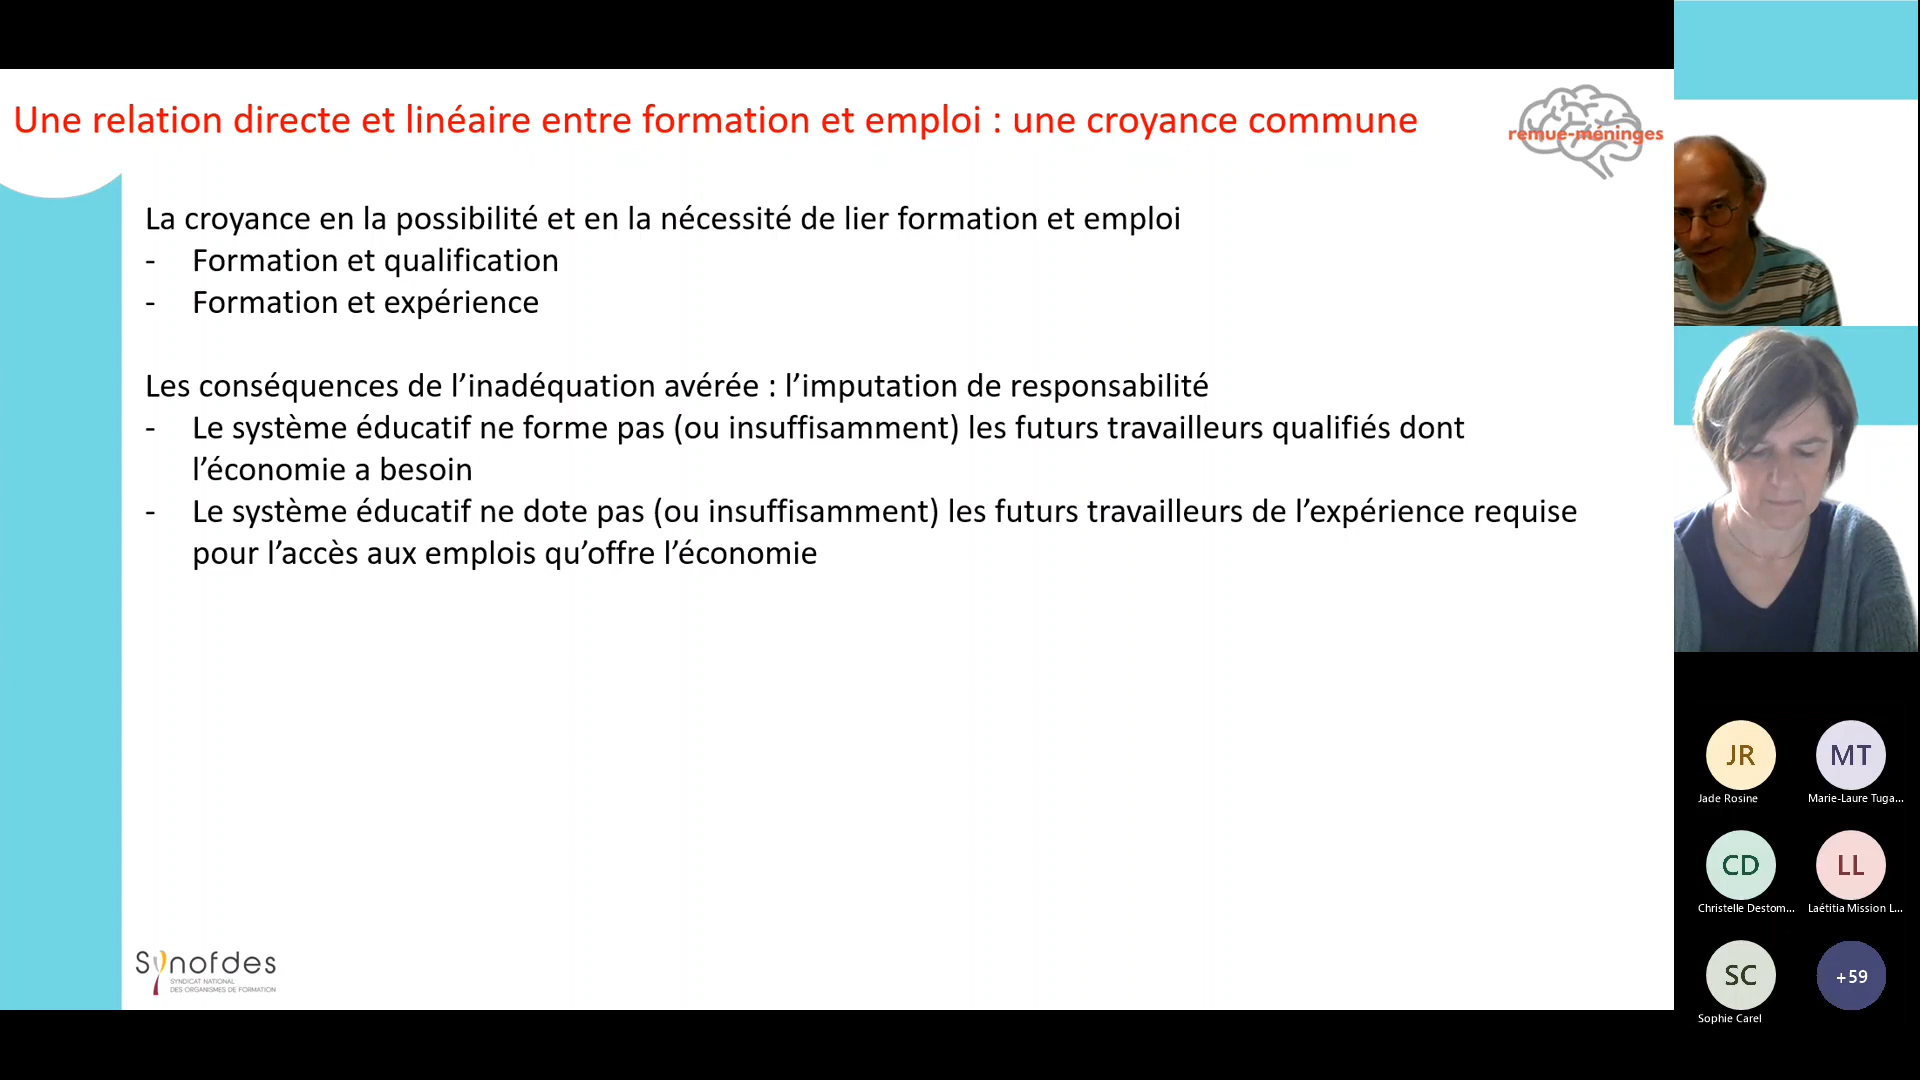 Une relation directe et linéaire entre formation et emploi : une croyance commune
remue-méninges
La croyance en la possibilité et en la nécessité de lier formation et emploi
- Formation et qualification
- Formation et expérience
Les conséquences de l’inadéquation avérée : l’imputation de responsabilité
- Le système éducatif ne forme pas (ou insuffisamment) les futurs travailleurs qualifiés dont
l’économie a besoin
- Le système éducatif ne dote pas (ou insuffisamment) les futurs travailleurs de l’expérience requise
pour l’accès aux emplois qu’offre l’économie
Synofdes
SYNDICAT NATIONAL
DES ORGANISMES DE FORMATION
JR
MT
Jade Rosine
Marie-Laure Tuga...
CD
LL
Christelle Destom...
Laétitia Mission L...
SC
+59
Sophie Carel